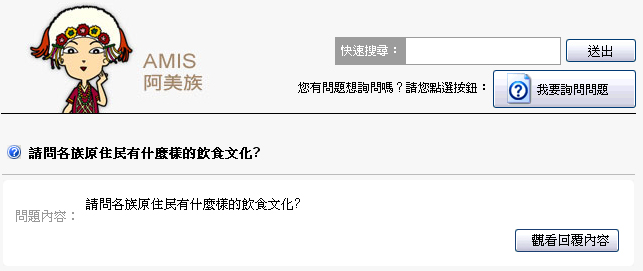 快速搜尋：
送出
AMIS
阿美族
您有問題想詢問嗎？請您點選按鈕：
我要詢問問題
請問各族原住民有什麼樣的飲食文化?
問題內容：
請問各族原住民有什麼樣的飲食文化?
觀看回覆內容